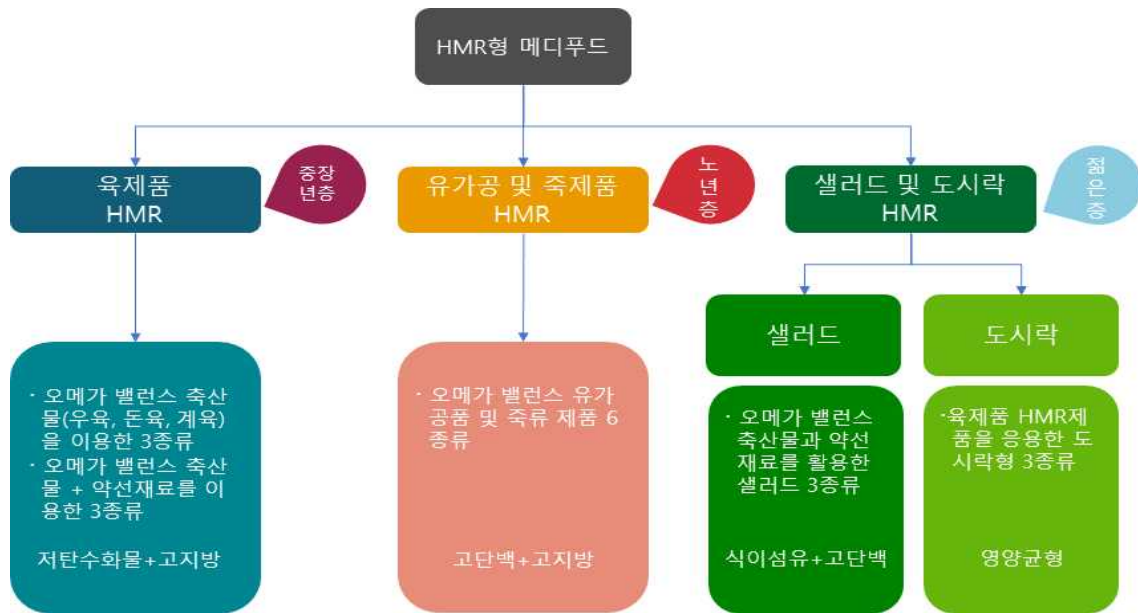 HMR형 메디푸드
육제품
HMR
중장
년층
유가공 및 죽제품
HMR
노
년
층
샐러드 및 도시락
HMR
젊
은
층
샐러드
도시락
· 오메가 밸런스 축산
물(우육, 돈육, 계육)
을 이용한 3종류
· 오메가 밸런스 축산
물 + 약선재료를 이
용한 3종류
저탄수화물+고지방
· 오메가 밸런스 유가
공품 및 죽류 제품 6
종류
고단백+고지방
· 오메가 밸런스
축산물과 약선
재료를 활용한
샐러드 3종류
식이섬유+고단백
· 육제품 HMR제
품을 응용한 도
시락형 3종류
영양균형